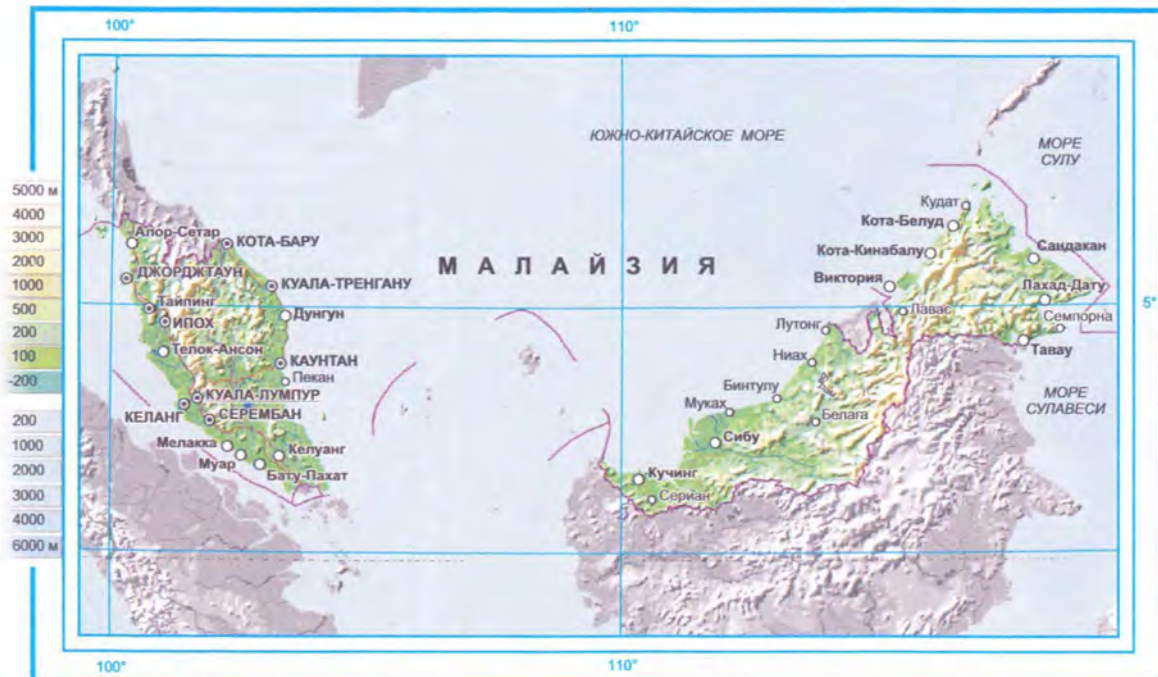 100° 110°
ЮЖНО-КИТАЙСКОЕ МОРЕ
МОРЕ
СУЛУ
5000 м
4000
3000
2000
1000
500
200
100
-200
200
1000
2000
3000
4000
6000 м
МАЛАЙЗИЯ
Алор-Сетар
КОТА-БАРУ
ДЖОРДЖТАУН
КУАЛА-ТРЕНГАНУ
Тайпинг
ИПОХ
Дунгун
Телок-Ансон
КАУНТАН
Пекан
КУАЛА-ЛУМПУР
КЕЛАНГ
СЕРЕМБАН
Мелакка
Келуанг
Муар
Бату-Пахат
Кудат
Кота-Белуд
Кота-Кинабалу
Сандакан
Виктория
Лахад-Дату
5°
Лавас
Семпорна
Лутонг
Тавау
Ниах
МОРЕ
СУЛАВЕСИ
Бинтулу
Муках
Белага
Сибу
Кучинг
Сериан
100° 110°